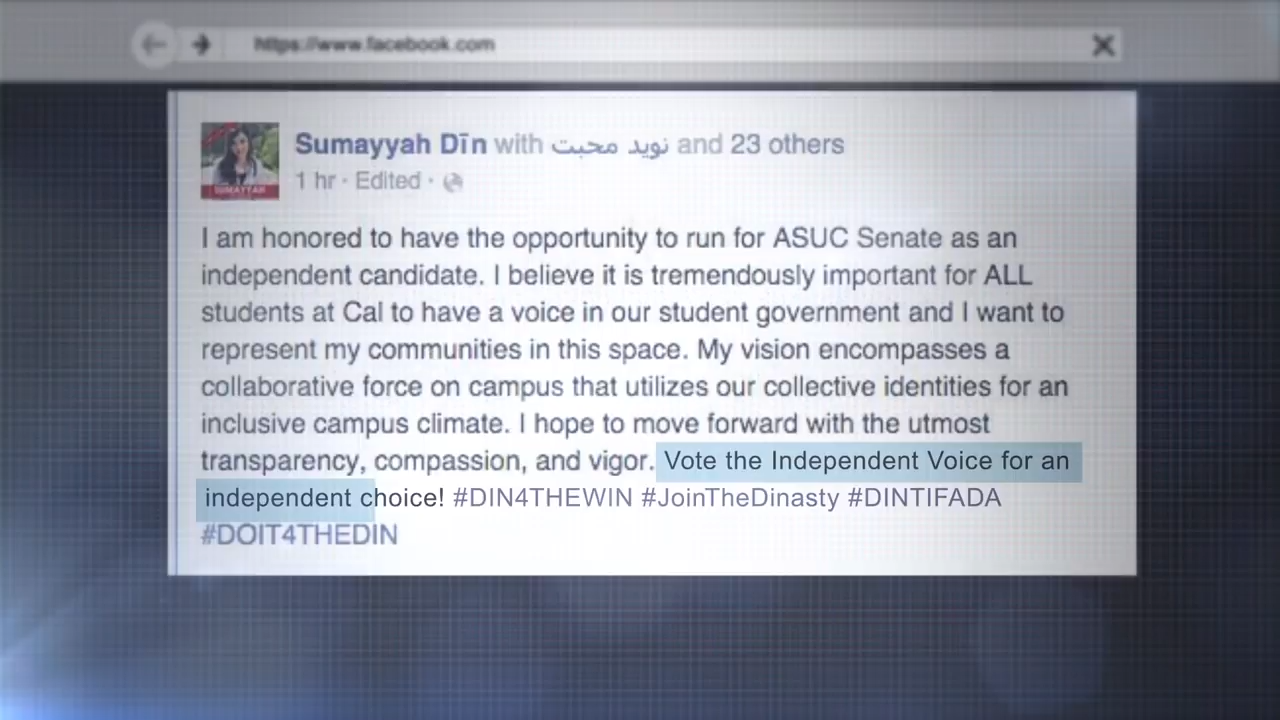 https://www.facebook.com
Sumayyah Dīn with نوید محبت and 23 others
1 hr · Edited ·
SUMAYYAH
I am honored to have the opportunity to run for ASUC Senate as an
independent candidate. I believe it is tremendously important for ALL
students at Cal to have a voice in our student government and I want to
represent my communities in this space. My vision encompasses a
collaborative force on campus that utilizes our collective identities for an
inclusive campus climate. I hope to move forward with the utmost
transparency, compassion, and vigor. Vote the Independent Voice for an
independent choice! #DIN4THEWIN #JoinTheDinasty #DINTIFADA
#DOIT4THEDIN